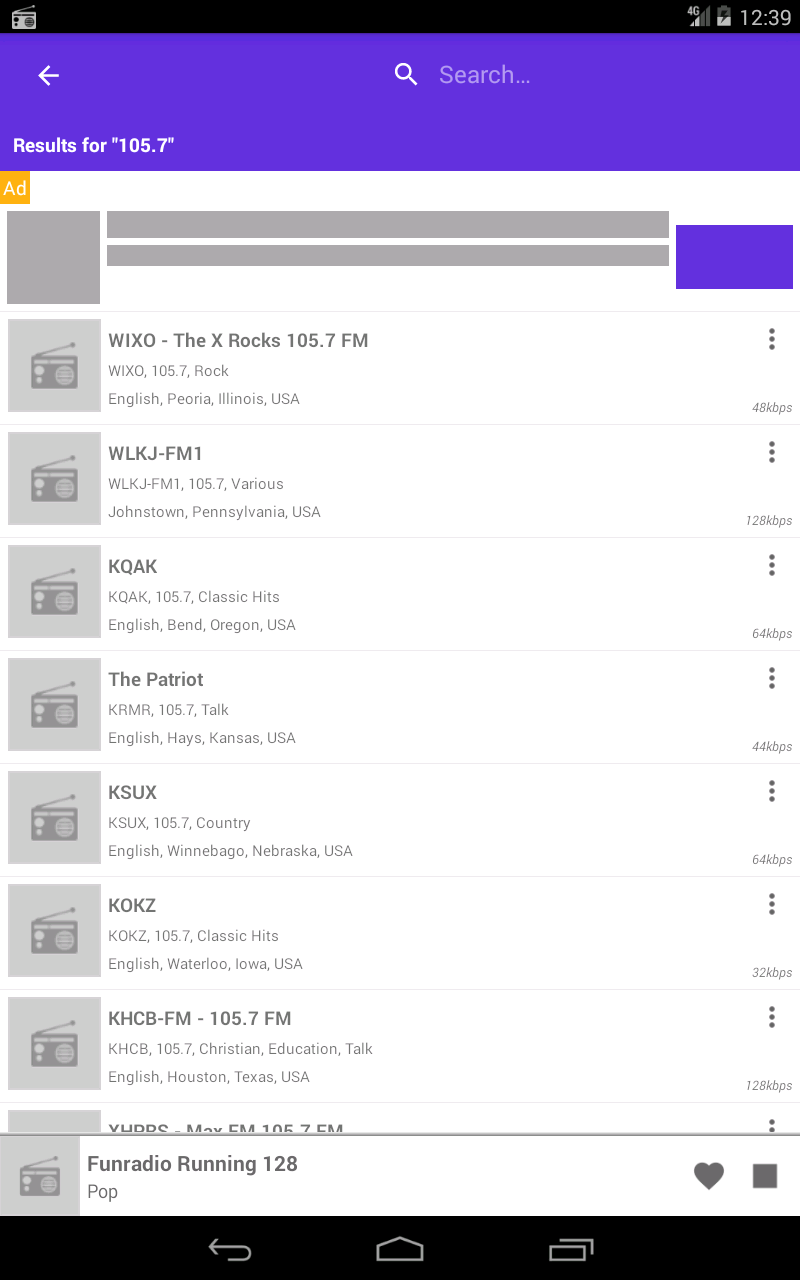 4G 12:39
Search...
Results for "105.7"
Ad
WIXO - The X Rocks 105.7 FM
WIXO, 105.7, Rock
English, Peoria, Illinois, USA
48kbps
WLKJ-FM1
WLKJ-FM1, 105.7, Various
Johnstown, Pennsylvania, USA
128kbps
KQAK
KQAK, 105.7, Classic Hits
English, Bend, Oregon, USA
64kbps
The Patriot
KRMR, 105.7, Talk
English, Hays, Kansas, USA
44kbps
KSUX
KSUX, 105.7, Country
English, Winnebago, Nebraska, USA
64kbps
KOKZ
KOKZ, 105.7, Classic Hits
English, Waterloo, Iowa, USA
32kbps
KHCB-FM - 105.7 FM
KHCB, 105.7, Christian, Education, Talk
English, Houston, Texas, USA
128kbps
- Max FM 105.7 FM
Funradio Running 128
Pop